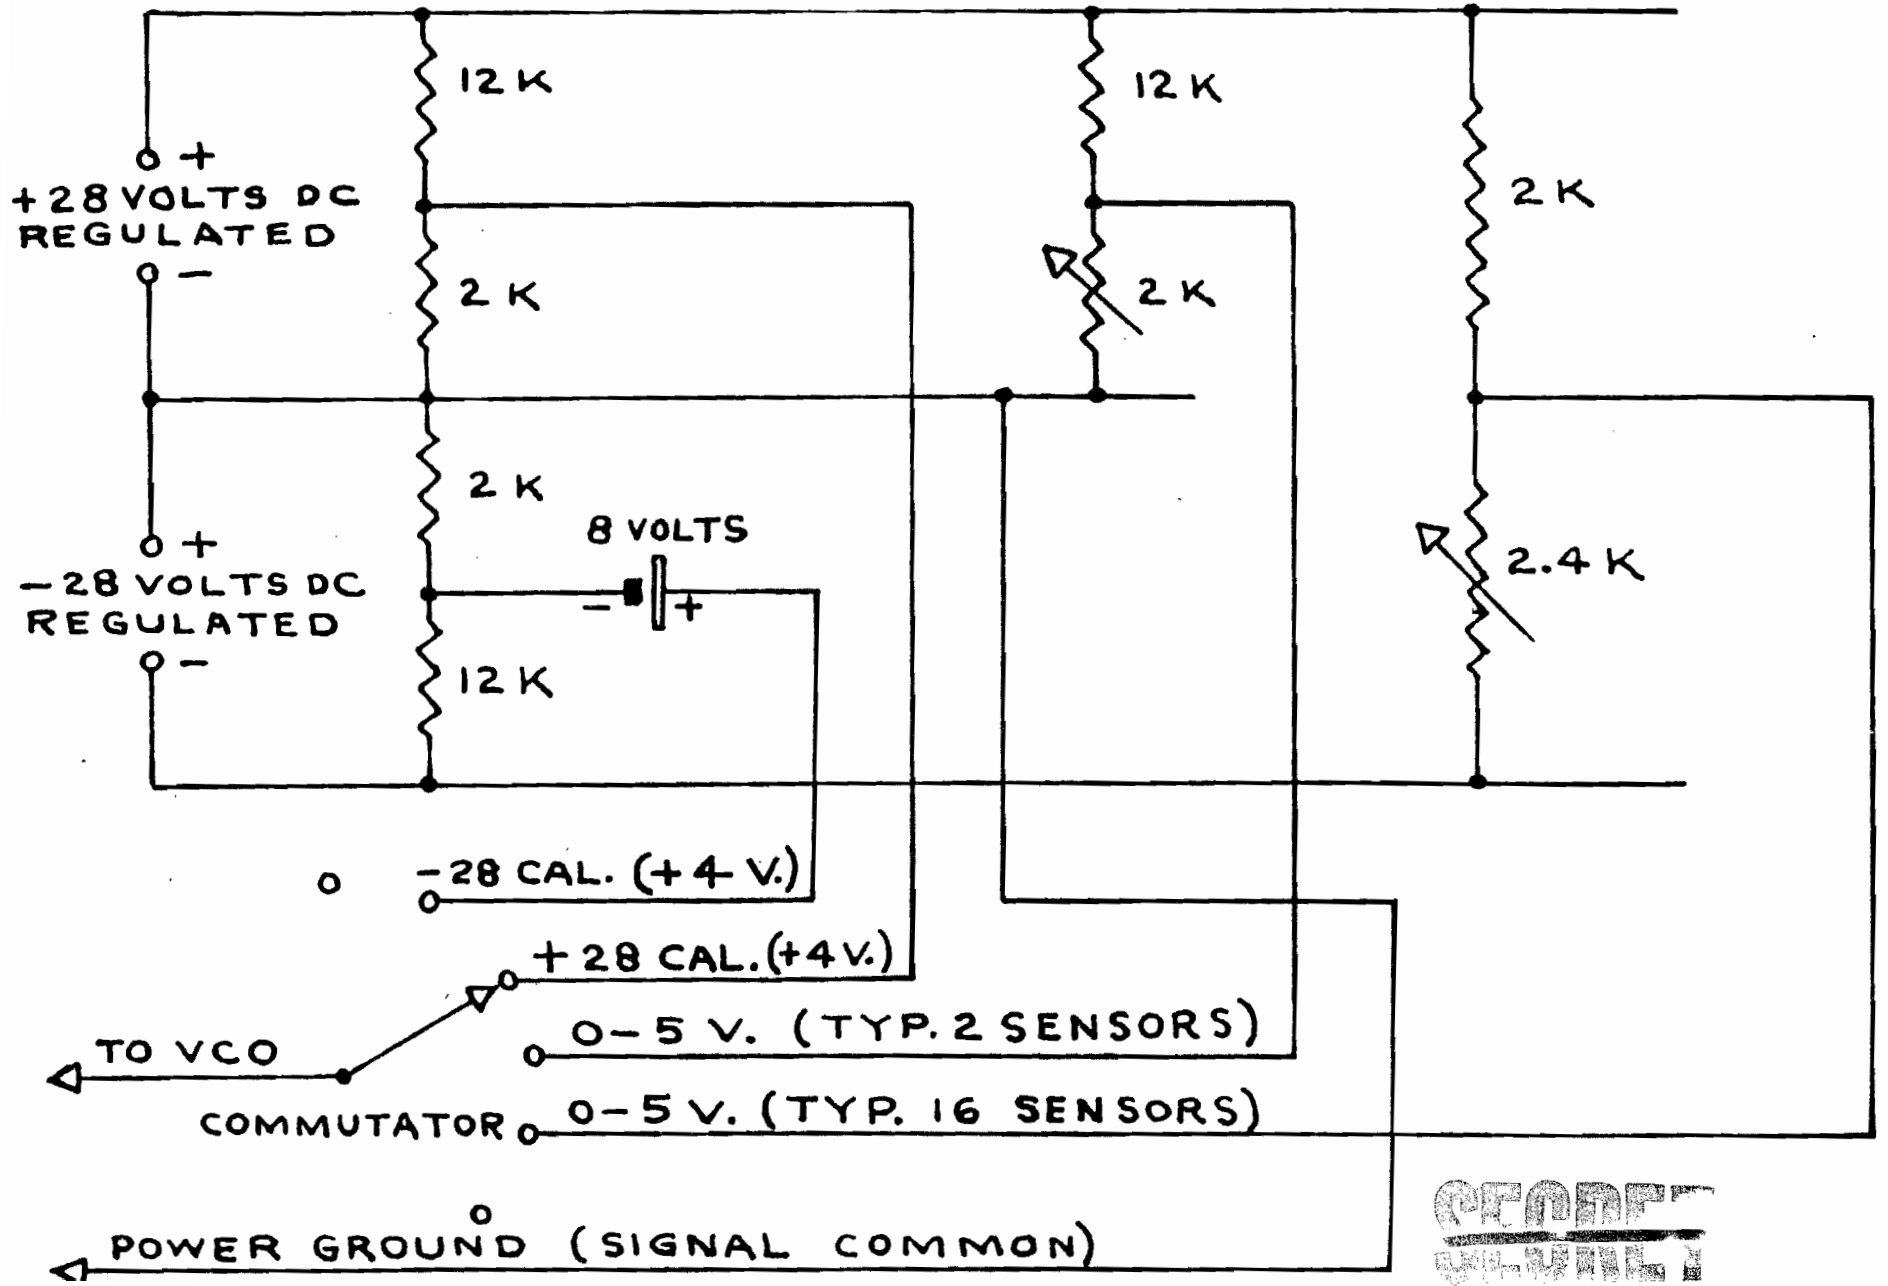 12 K
12 K
+
+28 VOLTS DC
REGULATED
-
2 K
2 K
2 K
2 K
8 VOLTS
- +
+
-28 VOLTS DC
REGULATED
-
12 K
2.4 K
-28 CAL. (+4 V.)
+28 CAL. (+4 V.)
0-5 V. (TYP. 2 SENSORS)
TO VCO
COMMUTATOR
0-5 V. (TYP. 16 SENSORS)
POWER GROUND (SIGNAL COMMON)
SECRET